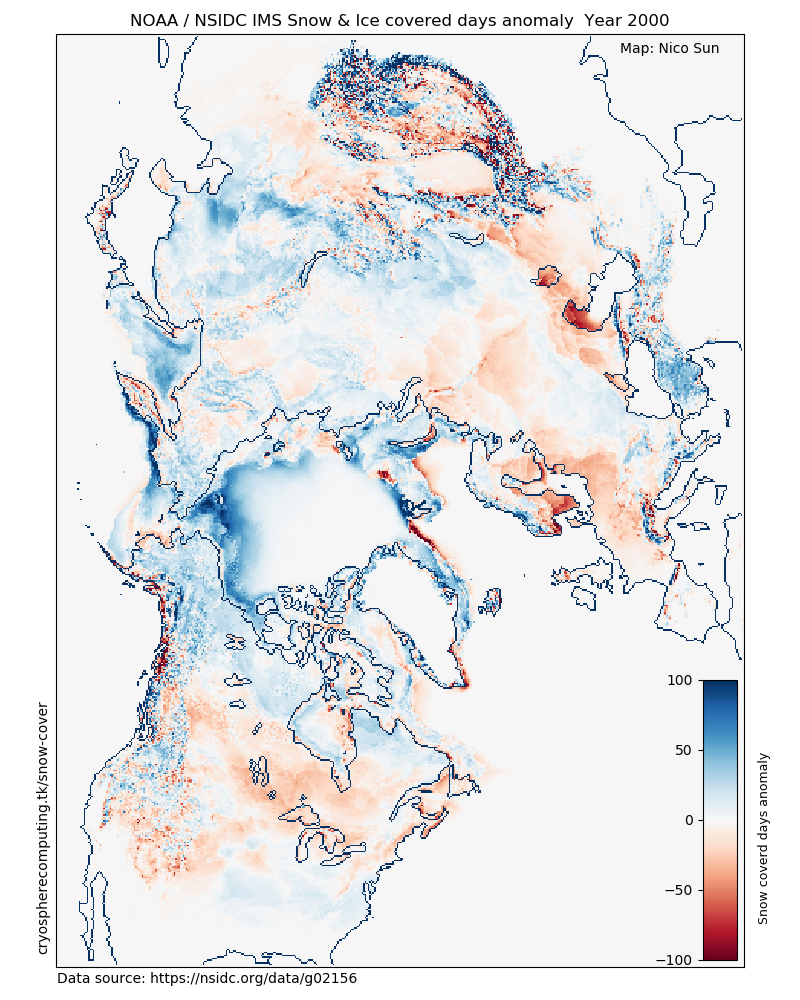 NOAA / NSIDC IMS Snow & Ice covered days anomaly  Year 2000
Map: Nico Sun
cryospherecomputing.tk/snow-cover
100
50
0
−50
−100
Snow coverd days anomaly
Data source: https://nsidc.org/data/g02156